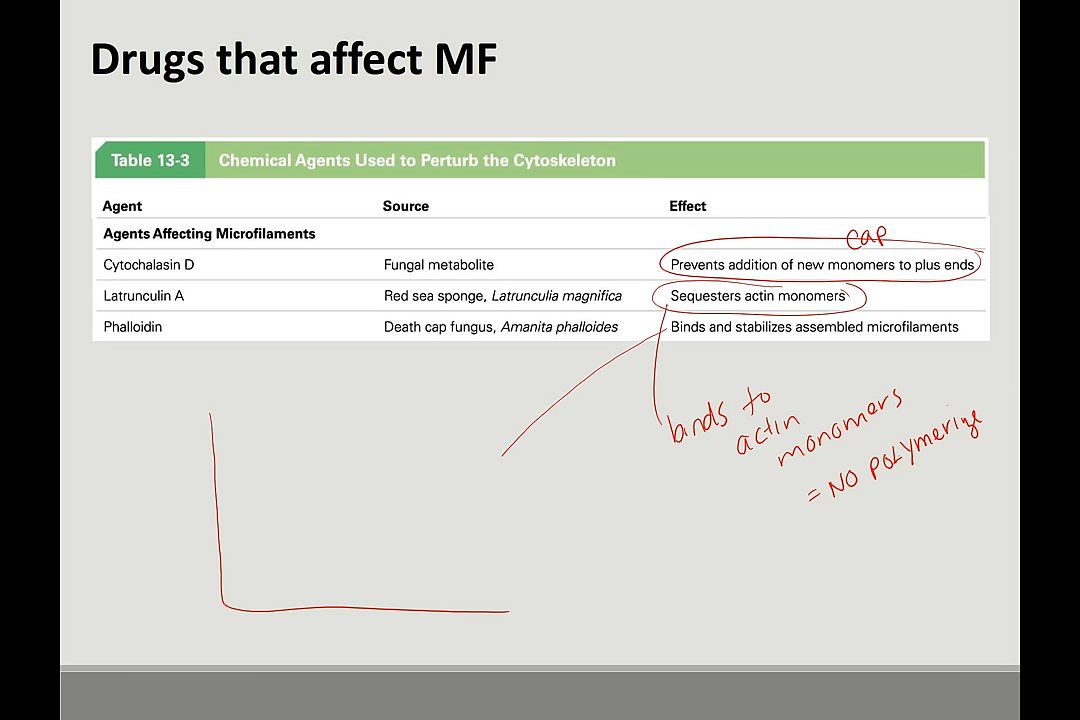 Drugs that affect MF
Table 13-3 Chemical Agents Used to Perturb the Cytoskeleton
Agent Source Effect
Agents Affecting Microfilaments
cap
Cytochalasin D Fungal metabolite Prevents addition of new monomers to plus ends
Latrunculin A Red sea sponge, Latrunculia magnifica Sequesters actin monomers
Phalloidin Death cap fungus, Amanita phalloides Binds and stabilizes assembled microfilaments
binds to
actin
monomers
= NO POLYmerize